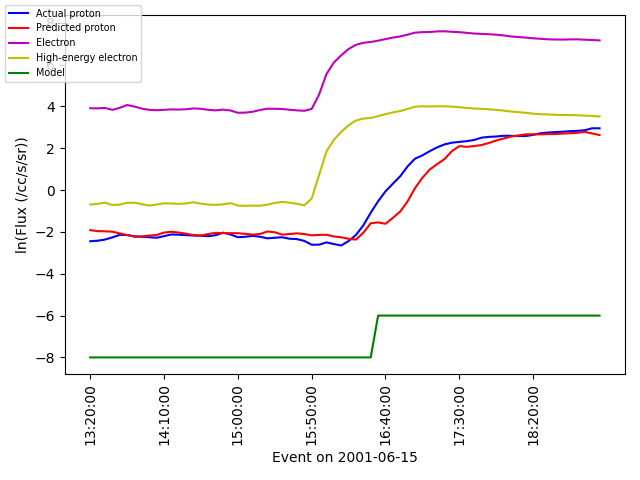 Actual proton
Predicted proton
Electron
High-energy electron
Model
4
2
0
−2
−4
−6
−8
ln(Flux (/cc/s/sr))
13:20:00
14:10:00
15:00:00
15:50:00
16:40:00
17:30:00
18:20:00
Event on 2001-06-15